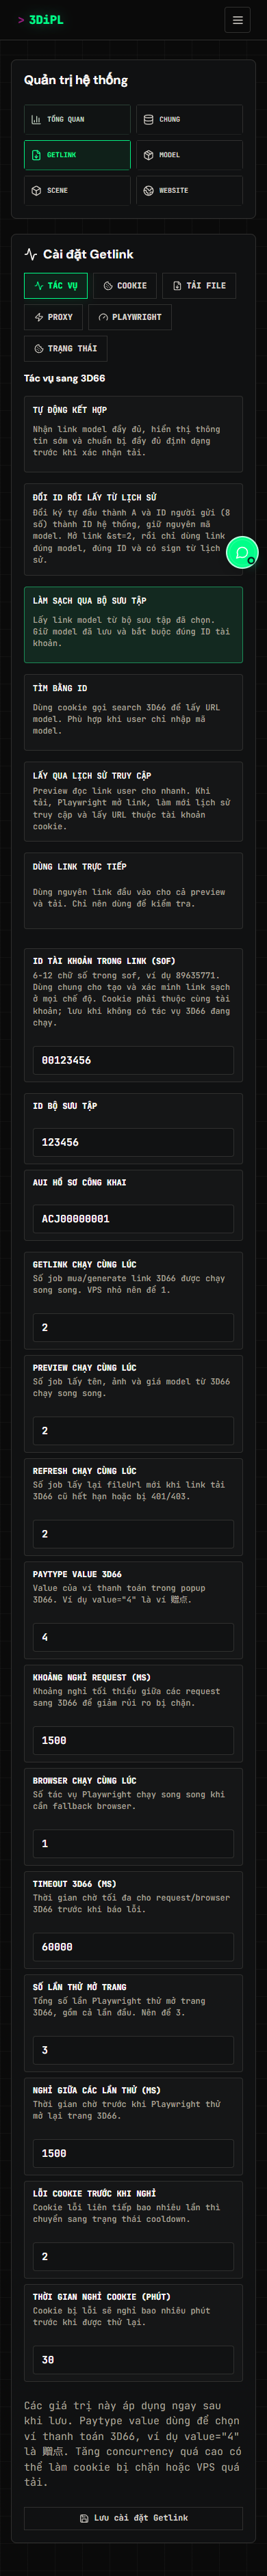 > 3DiPL
Quản trị hệ thống
TỔNG QUAN
CHUNG
GETLINK
MODEL
SCENE
WEBSITE
Cài đặt Getlink
TÁC VỤ
COOKIE
TẢI FILE
PROXY
PLAYWRIGHT
TRẠNG THÁI
Tác vụ sang 3D66
TỰ ĐỘNG KẾT HỢP
Nhận link model đầy đủ, hiển thị thông
tin sớm và chuẩn bị đầy đủ định dạng
trước khi xác nhận tải.
ĐỔI ID RỒI LẤY TỪ LỊCH SỬ
Đổi ký tự đầu thành A và ID người gửi (8
số) thành ID hệ thống, giữ nguyên mã
model. Mở link &st=2, rồi chỉ dùng link
đúng model, đúng ID và có sign từ lịch
sử.
LÀM SẠCH QUA BỘ SƯU TẬP
Lấy link model từ bộ sưu tập đã chọn.
Giữ model đã lưu và bắt buộc đúng ID tài
khoản.
TÌM BẰNG ID
Dùng cookie gọi search 3D66 để lấy URL
model. Phù hợp khi user chỉ nhập mã
model.
LẤY QUA LỊCH SỬ TRUY CẬP
Preview đọc link user cho nhanh. Khi
tải, Playwright mở link, làm mới lịch sử
truy cập và lấy URL thuộc tài khoản
cookie.
DÙNG LINK TRỰC TIẾP
Dùng nguyên link đầu vào cho cả preview
và tải. Chỉ nên dùng để kiểm tra.
ID TÀI KHOẢN TRONG LINK (SOF)
6-12 chữ số trong sof, ví dụ 89635771.
Dùng chung cho tạo và xác minh link sạch
ở mọi chế độ. Cookie phải thuộc cùng tài
khoản; lưu khi không có tác vụ 3D66 đang
chạy.
00123456
ID BỘ SƯU TẬP
123456
AUI HỒ SƠ CÔNG KHAI
ACJ00000001
GETLINK CHẠY CÙNG LÚC
Số job mua/generate link 3D66 được chạy
song song. VPS nhỏ nên để 1.
2
PREVIEW CHẠY CÙNG LÚC
Số job lấy tên, ảnh và giá model từ 3D66
chạy song song.
2
REFRESH CHẠY CÙNG LÚC
Số job lấy lại fileUrl mới khi link tải
3D66 cũ hết hạn hoặc bị 401/403.
2
PAYTYPE VALUE 3D66
Value của ví thanh toán trong popup
3D66. Ví dụ value="4" là ví 赠点.
4
KHOẢNG NGHỈ REQUEST (MS)
Khoảng nghỉ tối thiểu giữa các request
sang 3D66 để giảm rủi ro bị chặn.
1500
BROWSER CHẠY CÙNG LÚC
Số tác vụ Playwright chạy song song khi
cần fallback browser.
1
TIMEOUT 3D66 (MS)
Thời gian chờ tối đa cho request/browser
3D66 trước khi báo lỗi.
60000
SỐ LẦN THỬ MỞ TRANG
Tổng số lần Playwright thử mở trang
3D66, gồm cả lần đầu. Nên để 3.
3
NGHỈ GIỮA CÁC LẦN THỬ (MS)
Thời gian chờ trước khi Playwright thử
mở lại trang 3D66.
1500
LỖI COOKIE TRƯỚC KHI NGHỈ
Cookie lỗi liên tiếp bao nhiêu lần thì
chuyển sang trạng thái cooldown.
2
THỜI GIAN NGHỈ COOKIE (PHÚT)
Cookie bị lỗi sẽ nghỉ bao nhiêu phút
trước khi được thử lại.
30
Các giá trị này áp dụng ngay sau
khi lưu. Paytype value dùng để chọn
ví thanh toán 3D66, ví dụ value="4"
là 赠点. Tăng concurrency quá cao có
thể làm cookie bị chặn hoặc VPS quá
tải.
Lưu cài đặt Getlink